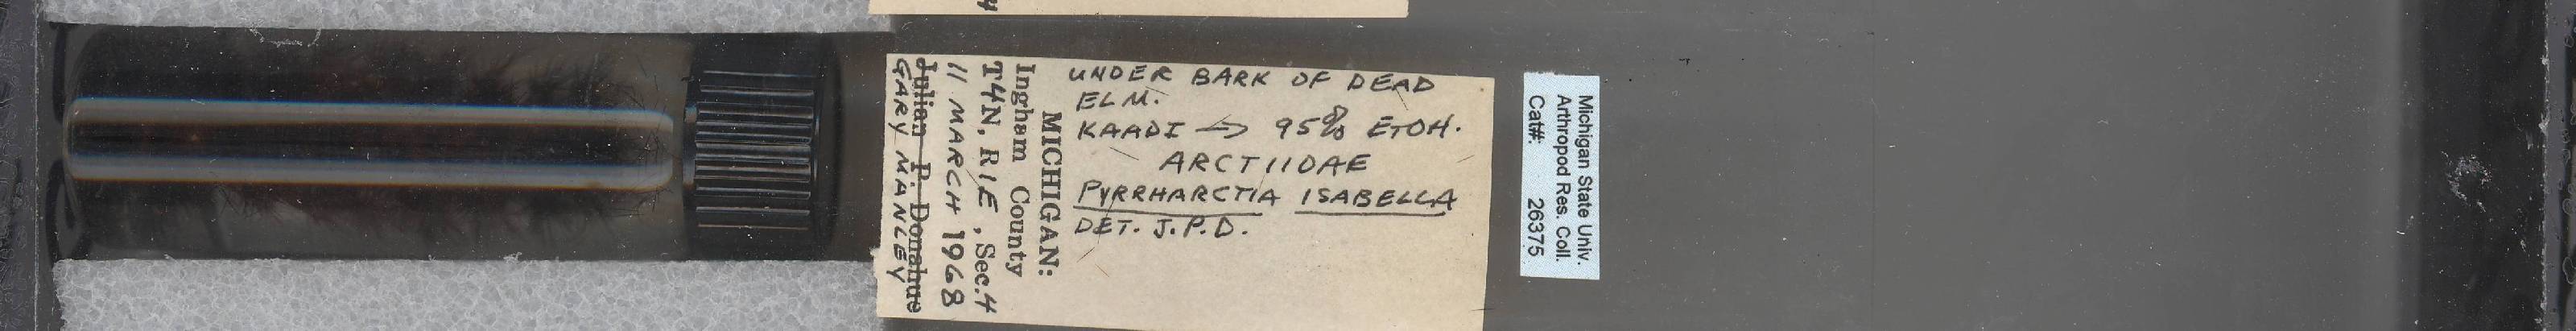 MICHIGAN:
Ingham County
T4N, R1E, Sec.4
11 MARCH 1968
Julian P. Donahue
GARY MANLEY
UNDER BARK OF DEAD
ELM.
KAADI → 95% ETOH.
ARCTIIDAE
PYRRHARCTIA ISABELLA
DET. J.P.D.
Michigan State Univ.
Arthropod Res. Coll.
Cat#: 26375